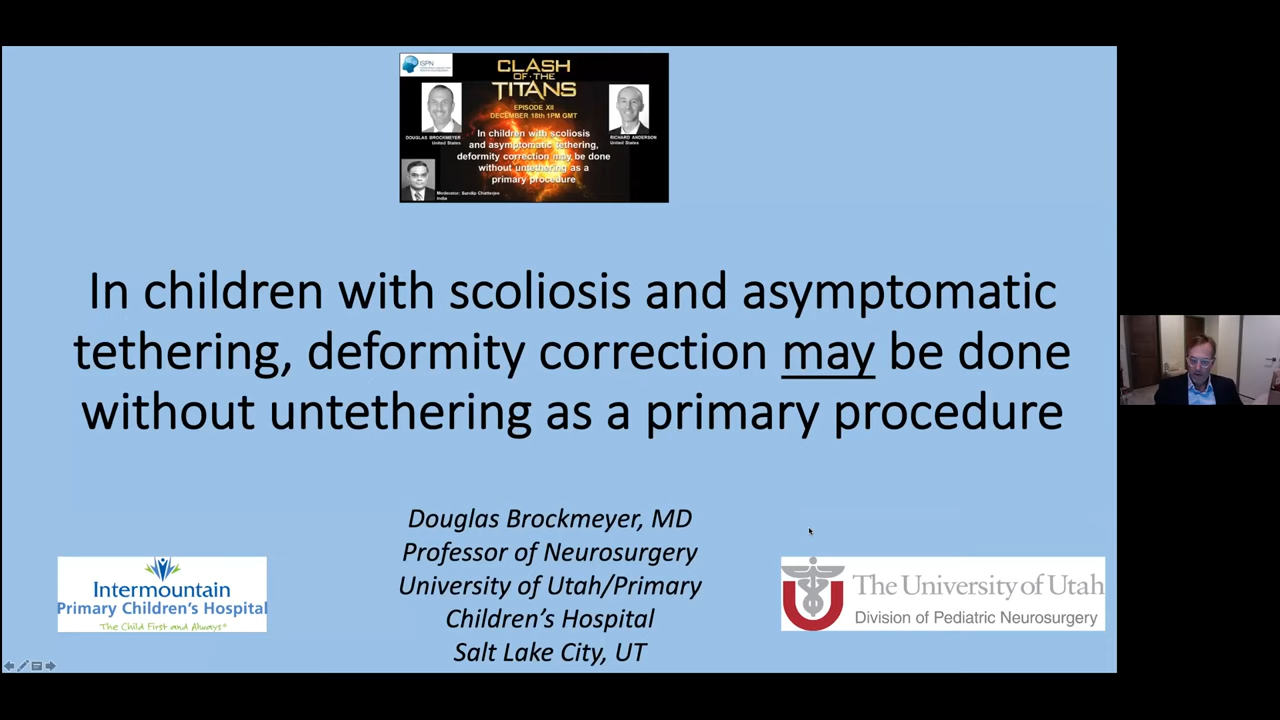 ISPN
CLASH
OF THE
TITANS
EPISODE XII
DECEMBER 18th 1PM GMT
DOUGLAS BROCKMEYER
United States
RICHARD ANDERSON
United States
In children with scoliosis
and asymptomatic tethering,
deformity correction may be done
without untethering as a
primary procedure
Moderator: Sandip Chatterjee
India
In children with scoliosis and asymptomatic
tethering, deformity correction may be done
without untethering as a primary procedure
Douglas Brockmeyer, MD
Professor of Neurosurgery
University of Utah/Primary
Children's Hospital
Salt Lake City, UT
Intermountain
Primary Children's Hospital
The Child First and Always®
The University of Utah
Division of Pediatric Neurosurgery